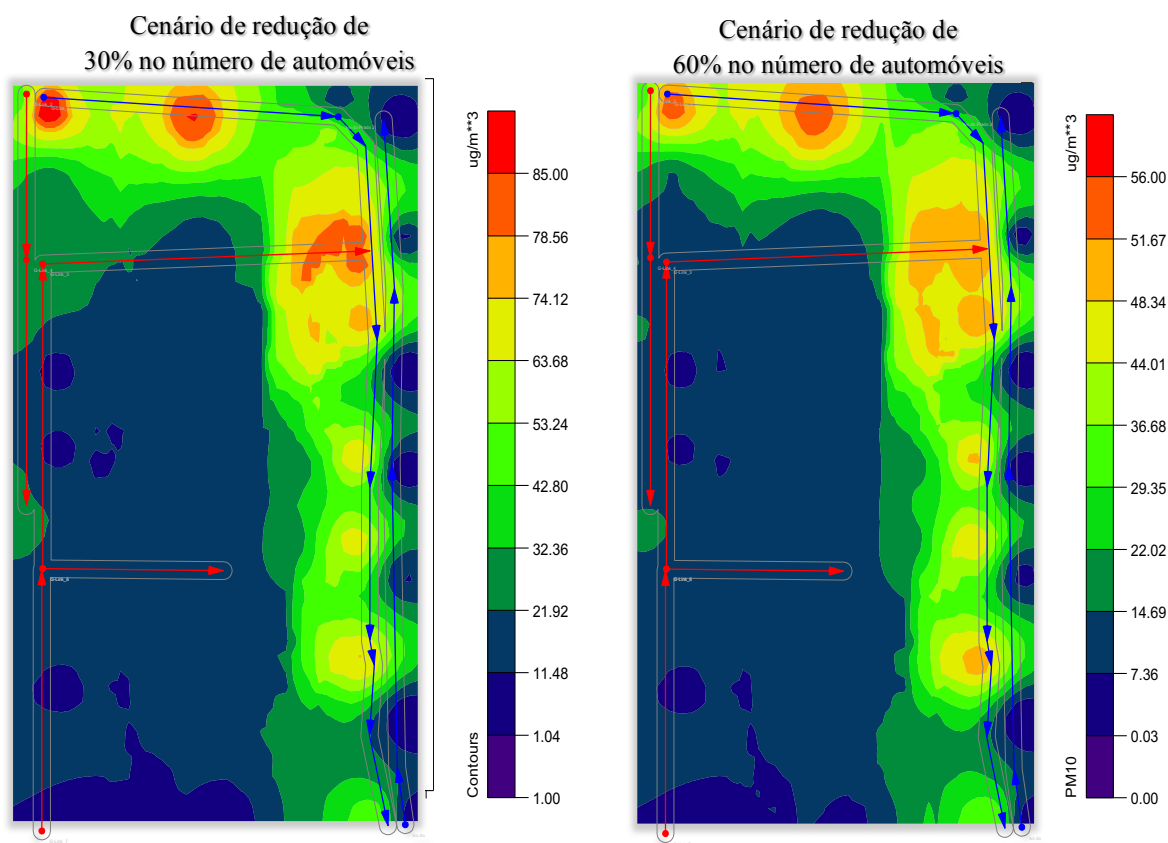 Cenário de redução de
30% no número de automóveis
ug/m**3
85.00
78.56
74.12
63.68
53.24
42.80
32.36
21.92
11.48
1.04
1.00
Contours
Cenário de redução de
60% no número de automóveis
ug/m**3
56.00
51.67
48.34
44.01
36.68
29.35
22.02
14.69
7.36
0.03
0.00
PM10